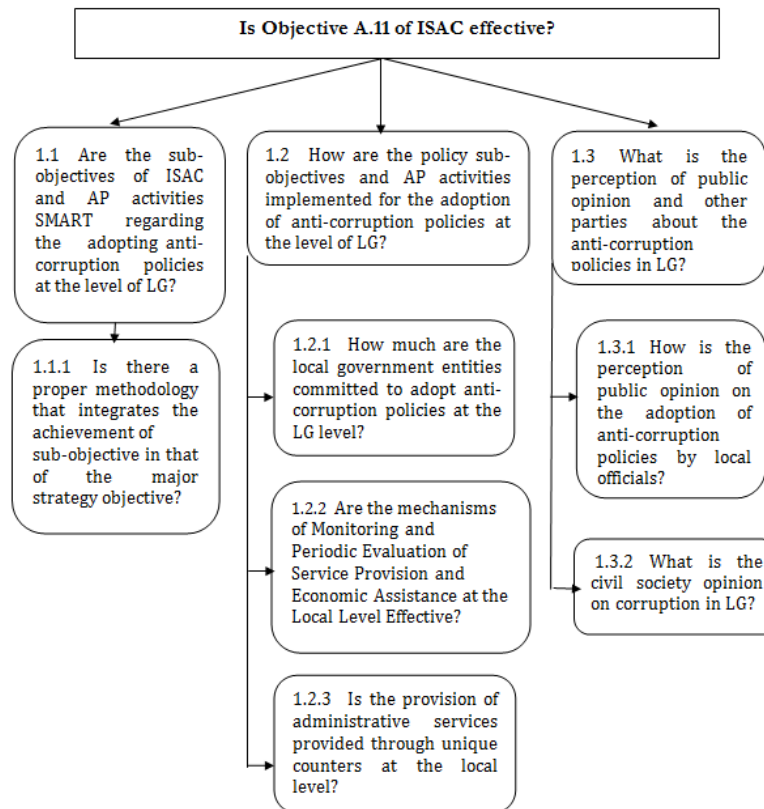 Is Objective A.11 of ISAC effective?
1.1 Are the sub-
objectives of ISAC
and AP activities
SMART regarding
the adopting anti-
corruption policies
at the level of LG?
1.1.1 Is there a
proper methodology
that integrates the
achievement of
sub-objective in that
of the major
strategy objective?
1.2 How are the policy sub-
objectives and AP activities
implemented for the adoption
of anti-corruption policies at
the level of LG?
1.2.1 How much are the
local government entities
committed to adopt anti-
corruption policies at the
LG level?
1.2.2 Are the mechanisms
of Monitoring and
Periodic Evaluation of
Service Provision and
Economic Assistance at the
Local Level Effective?
1.2.3 Is the provision of
administrative services
provided through unique
counters at the local
level?
1.3 What is the
perception of public
opinion and other
parties about the
anti-corruption
policies in LG?
1.3.1 How is the
perception of
public opinion on
the adoption of
anti-corruption
policies by local
officials?
1.3.2 What is the
civil society opinion
on corruption in LG?